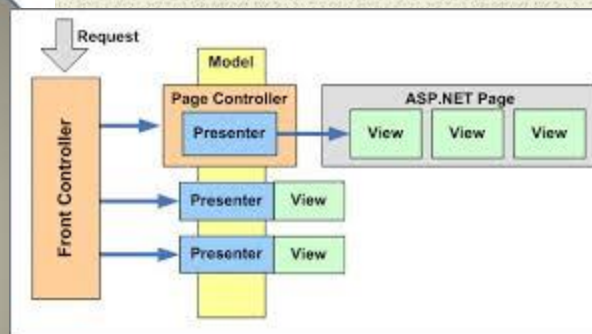 Request
Model
Page Controller
ASP.NET Page
Presenter
View
View
View
Front Controller
Presenter
View
Presenter
View